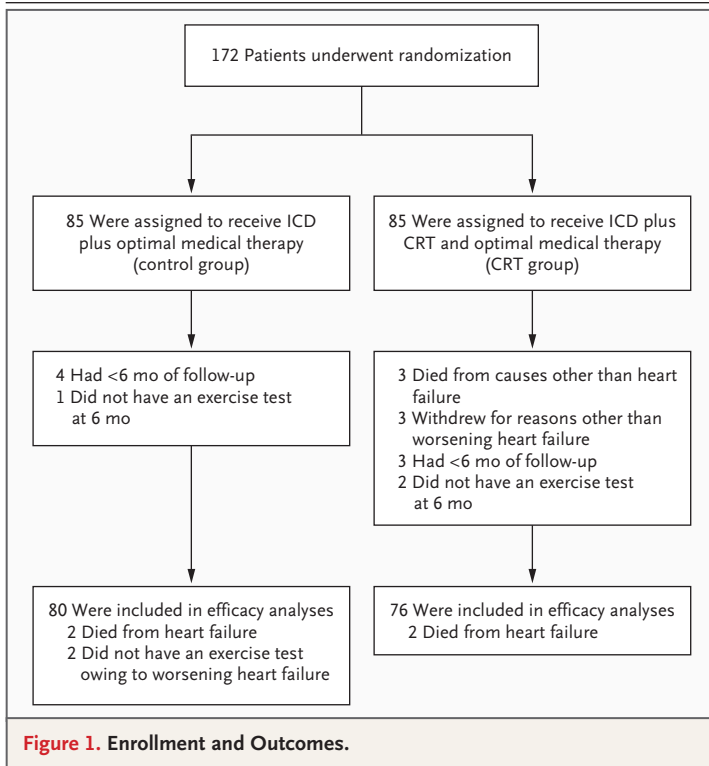 172 Patients underwent randomization
85 Were assigned to receive ICD
plus optimal medical therapy
(control group)
85 Were assigned to receive ICD plus
CRT and optimal medical therapy
(CRT group)
4 Had <6 mo of follow-up
1 Did not have an exercise test
at 6 mo
3 Died from causes other than heart
failure
3 Withdrew for reasons other than
worsening heart failure
3 Had <6 mo of follow-up
2 Did not have an exercise test
at 6 mo
80 Were included in efficacy analyses
2 Died from heart failure
2 Did not have an exercise test
owing to worsening heart failure
76 Were included in efficacy analyses
2 Died from heart failure
Figure 1. Enrollment and Outcomes.